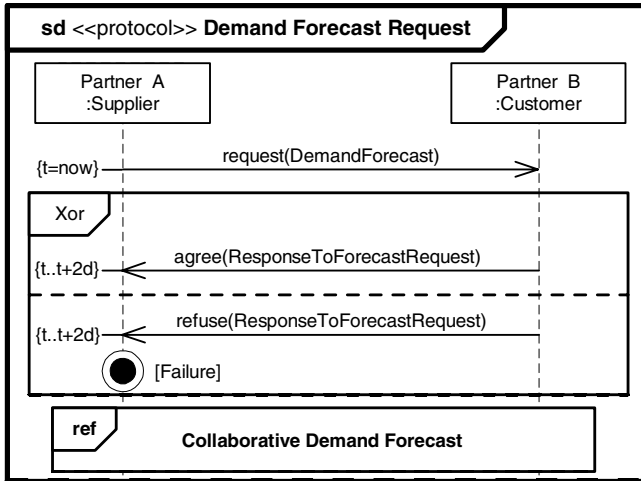 sd <<protocol>> Demand Forecast Request
Partner A
:Supplier
Partner B
:Customer
{t=now}
request(DemandForecast)
Xor
{t..t+2d}
agree(ResponseToForecastRequest)
{t..t+2d}
refuse(ResponseToForecastRequest)
[Failure]
ref
Collaborative Demand Forecast